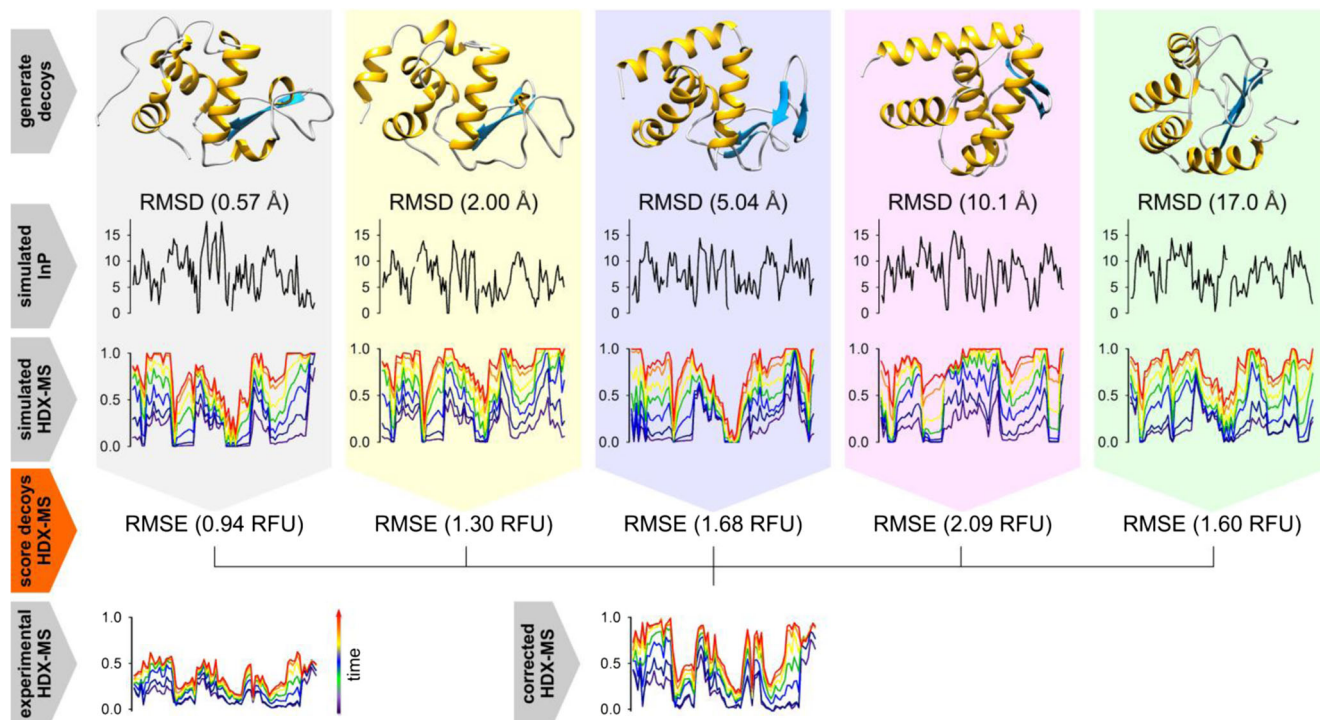 generate
decoys
RMSD (0.57 Å)
RMSD (2.00 Å)
RMSD (5.04 Å)
RMSD (10.1 Å)
RMSD (17.0 Å)
simulated
lnP
15
10
5
0
15
10
5
0
15
10
5
0
15
10
5
0
15
10
5
0
simulated
HDX-MS
1.0
0.5
0.0
1.0
0.5
0.0
1.0
0.5
0.0
1.0
0.5
0.0
1.0
0.5
0.0
score decoys
HDX-MS
RMSE (0.94 RFU)
RMSE (1.30 RFU)
RMSE (1.68 RFU)
RMSE (2.09 RFU)
RMSE (1.60 RFU)
experimental
HDX-MS
1.0
0.5
0.0
time
corrected
HDX-MS
1.0
0.5
0.0